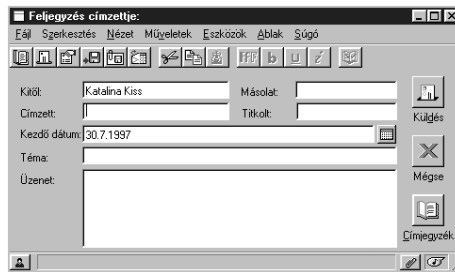 Feljegyzés címzettje:
Fájl Szerkesztés Nézet Műveletek Eszközök Ablak Súgó
Kitől: Katalina Kiss Másolat:
Címzett: Titkolt:
Kezdő dátum: 30.7.1997
Téma:
Üzenet:
Küldés
Mégse
Címjegyzék